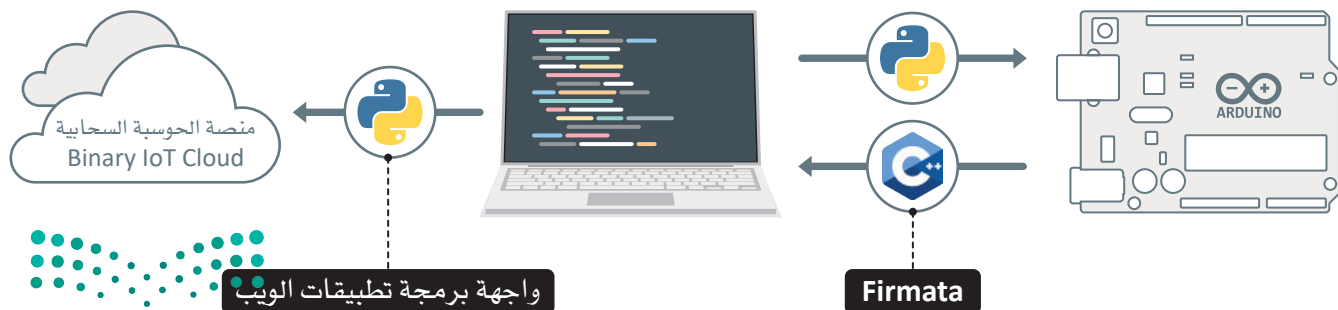 منصة الحوسبة السحابية
Binary IoT Cloud
ARDUINO
C++
واجهة برمجة تطبيقات الويب
Firmata